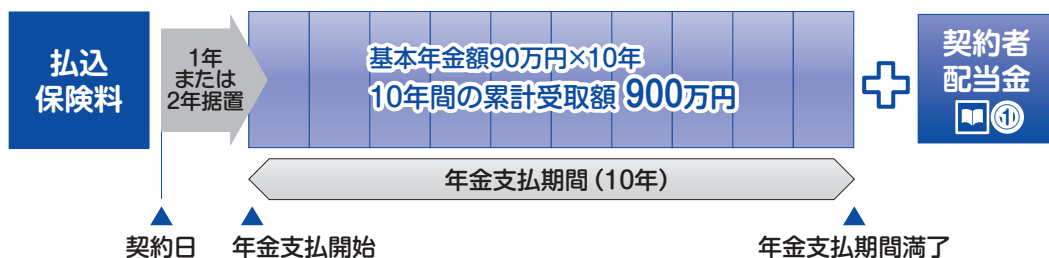 払込
保険料
1年
または
2年据置
基本年金額90万円×10年
10年間の累計受取額 900万円
契約者
配当金
1
年金支払期間（10年）
契約日
年金支払開始
年金支払期間満了